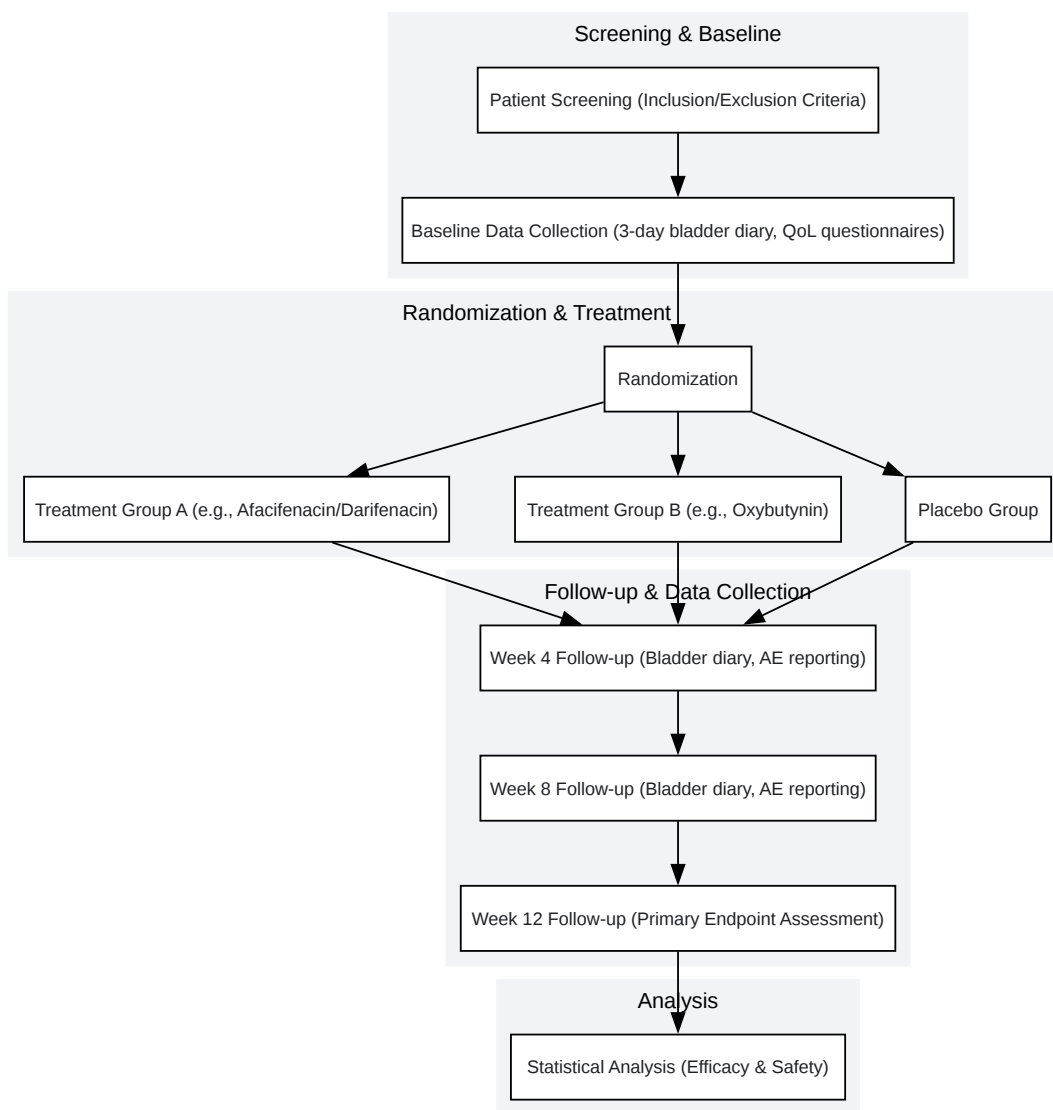 Screening & Baseline
Patient Screening (Inclusion/Exclusion Criteria)
Baseline Data Collection (3-day bladder diary, QoL questionnaires)
Randomization & Treatment
Randomization
Treatment Group A (e.g., Afacifenacin/Darifenacin)
Treatment Group B (e.g., Oxybutynin)
Placebo Group
Follow-up & Data Collection
Week 4 Follow-up (Bladder diary, AE reporting)
Week 8 Follow-up (Bladder diary, AE reporting)
Week 12 Follow-up (Primary Endpoint Assessment)
Analysis
Statistical Analysis (Efficacy & Safety)